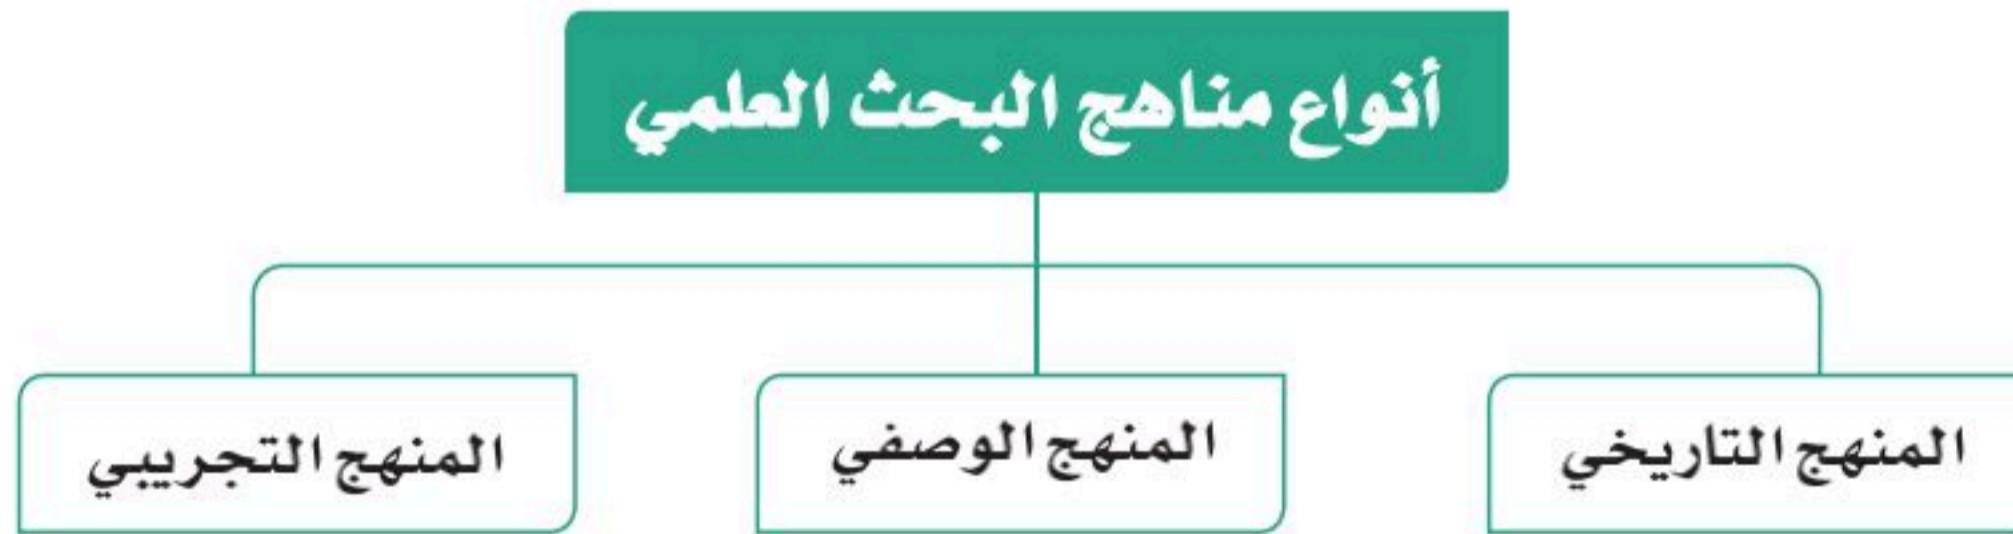 أنواع مناهج البحث العلمي
المنهج التاريخي
المنهج الوصفي
المنهج التجريبي